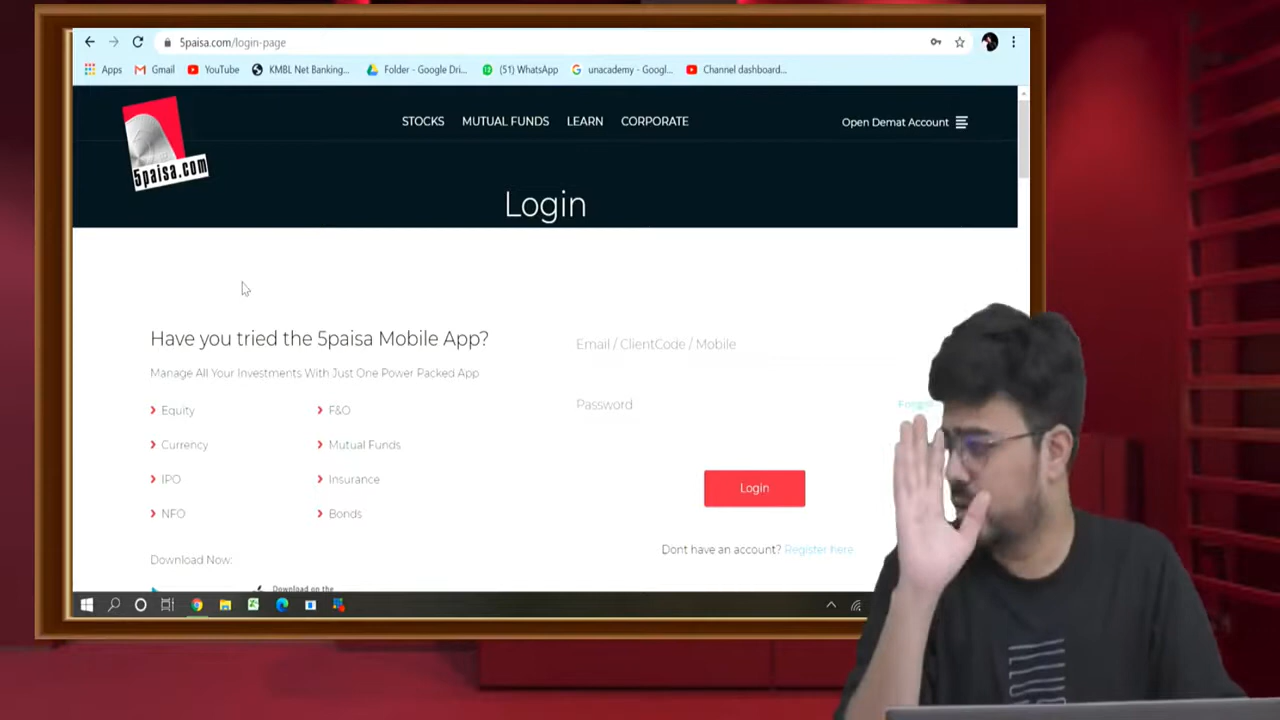 5paisa.com/login-page
Apps Gmail YouTube KMBL Net Banking... Folder - Google Dri... (51) WhatsApp unacademy - Googl... Channel dashboard...
5paisa.com
STOCKS MUTUAL FUNDS LEARN CORPORATE Open Demat Account
Login
Have you tried the 5paisa Mobile App?
Manage All Your Investments With Just One Power Packed App
Equity F&O
Currency Mutual Funds
IPO Insurance
NFO Bonds
Download Now:
Download on the
Email / ClientCode / Mobile
Password
Login
Dont have an account? Register here